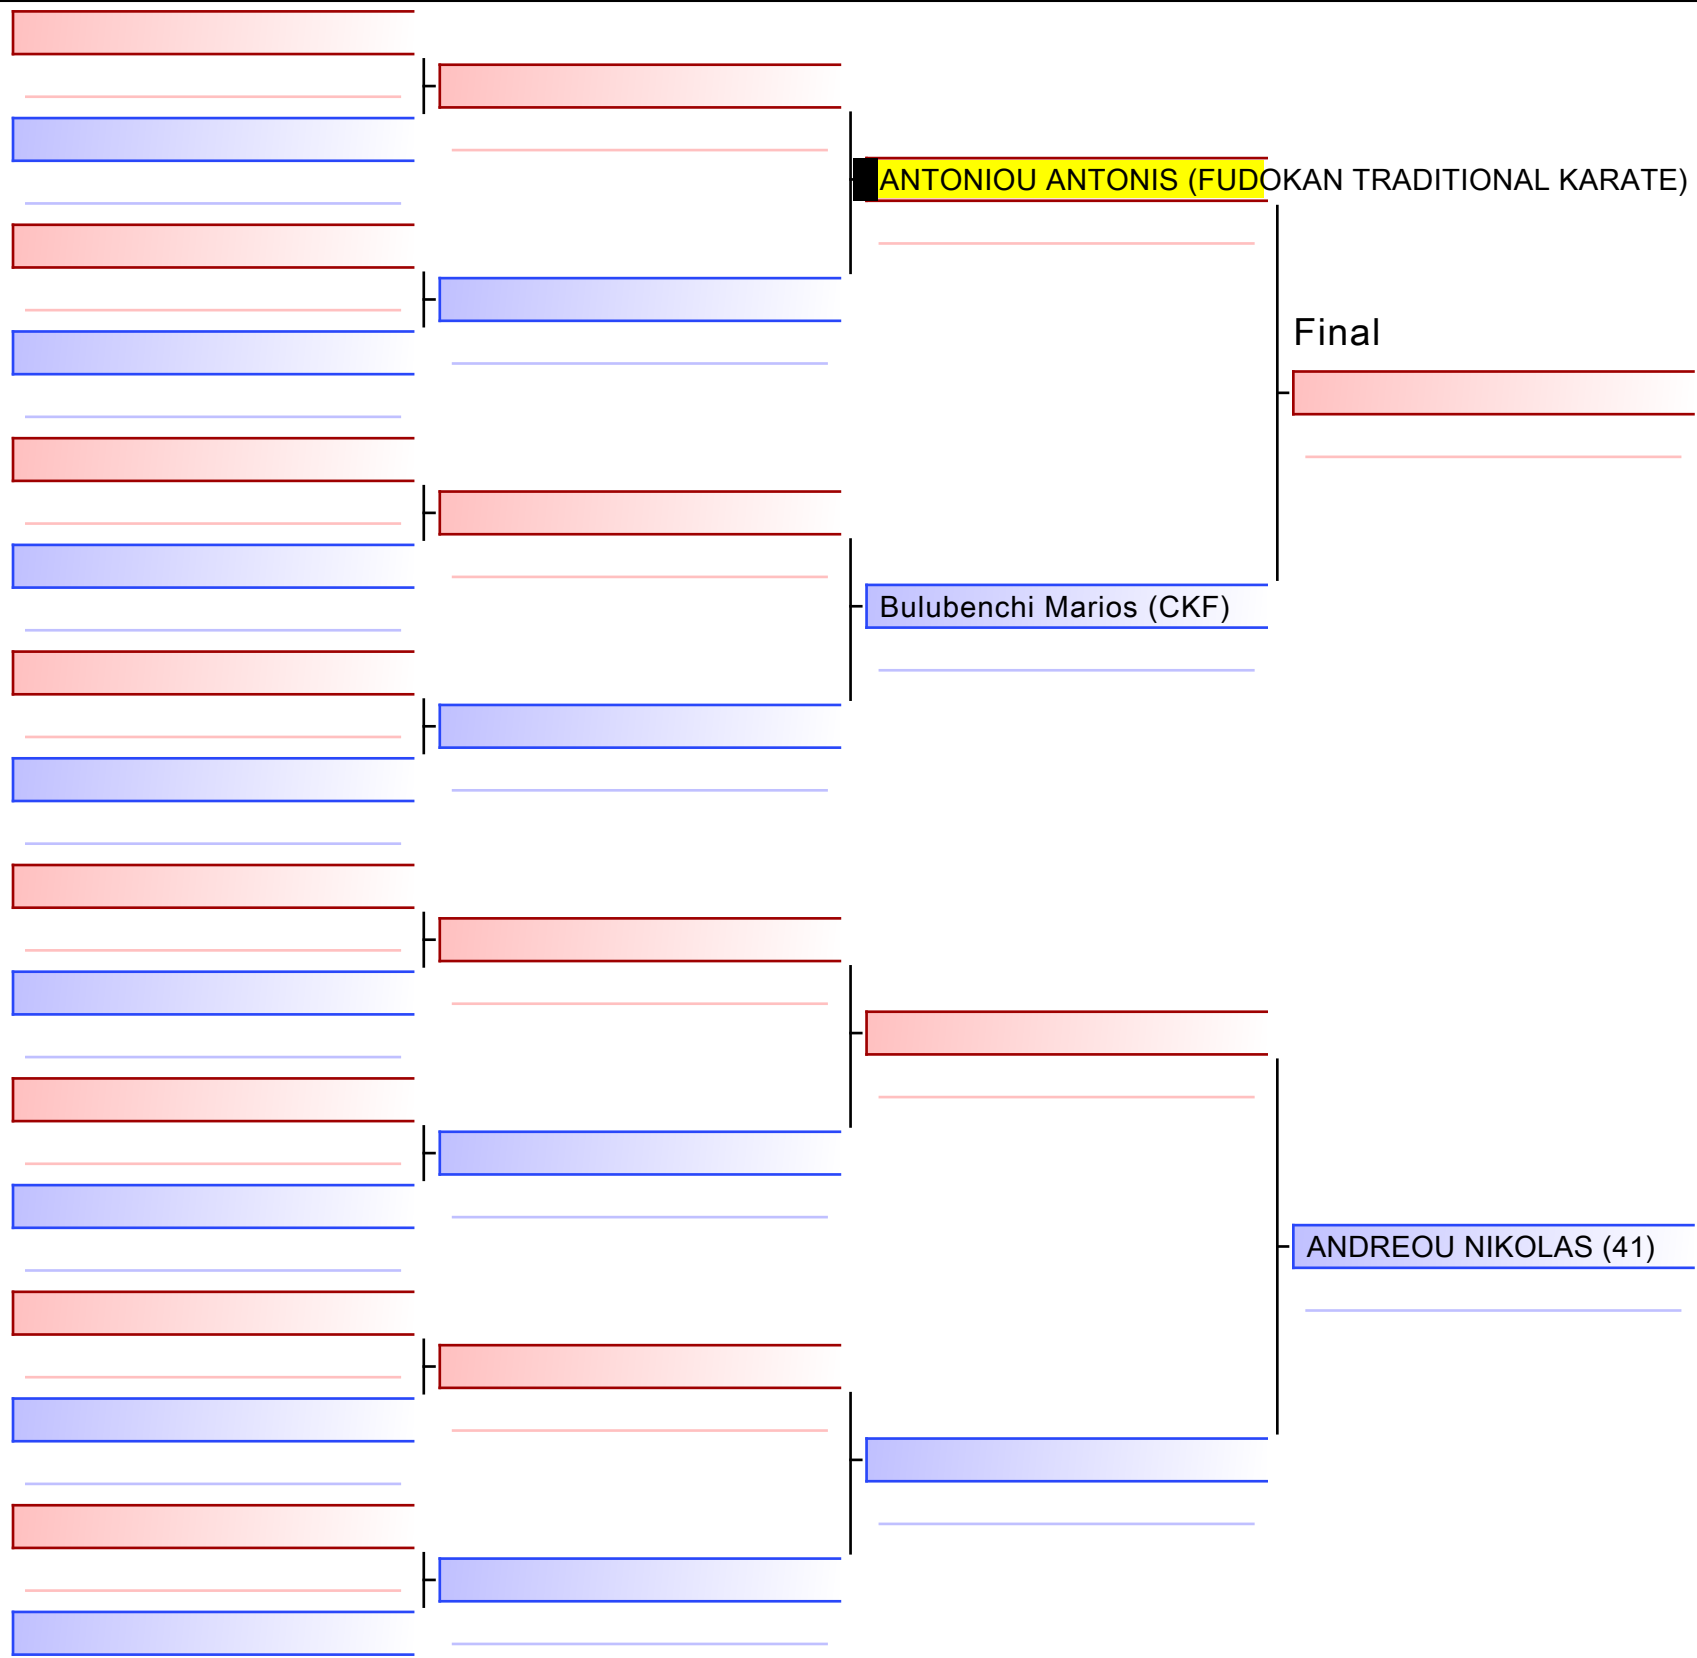 ANTONIOU ANTONIS (FUDOKAN TRADITIONAL KARATE)
Final
Bulubenchi Marios (CKF)
ANDREOU NIKOLAS (41)